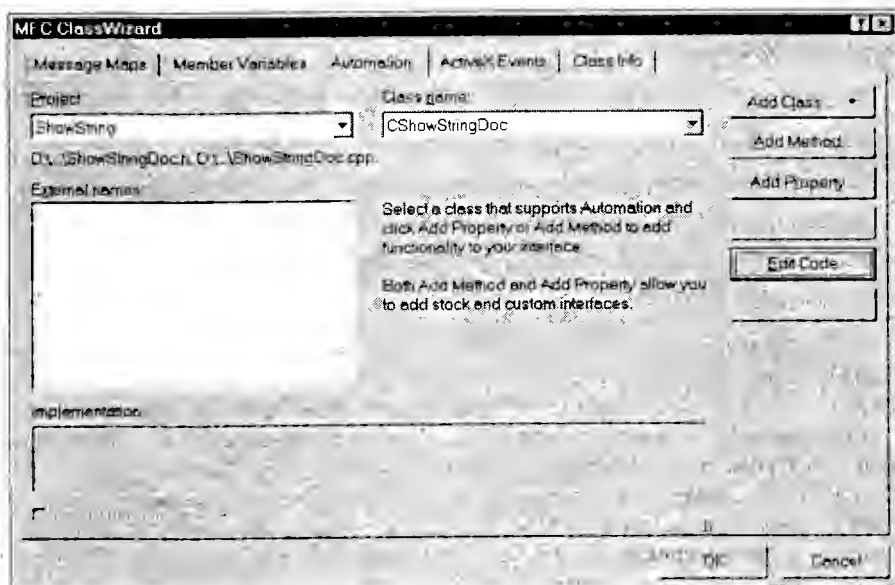 MFC ClassWizard
Message Maps Member Variables Automation ActiveX Events Class Info
Project: Class name:
ShowString CShowStringDoc
Add Class...
D:\...\ShowStringDoc.h, D:\...\ShowStringDoc.cpp
Add Method...
External names:
Add Property...
Select a class that supports Automation and
click Add Property or Add Method to add
functionality to your interface.
Edit Code
Both Add Method and Add Property allow you
to add stock and custom interfaces.
Implementation:
OK Cancel